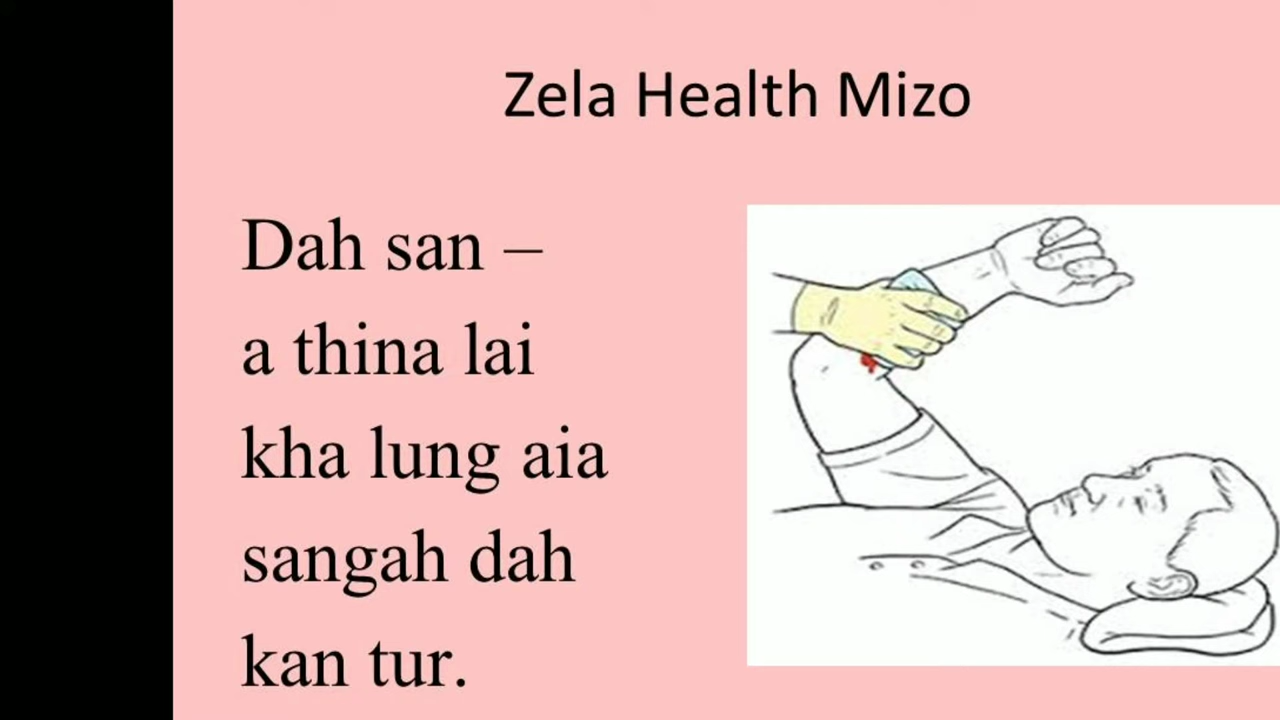 Zela Health Mizo
Dah san –
a thina lai
kha lung aia
sangah dah
kan tur.